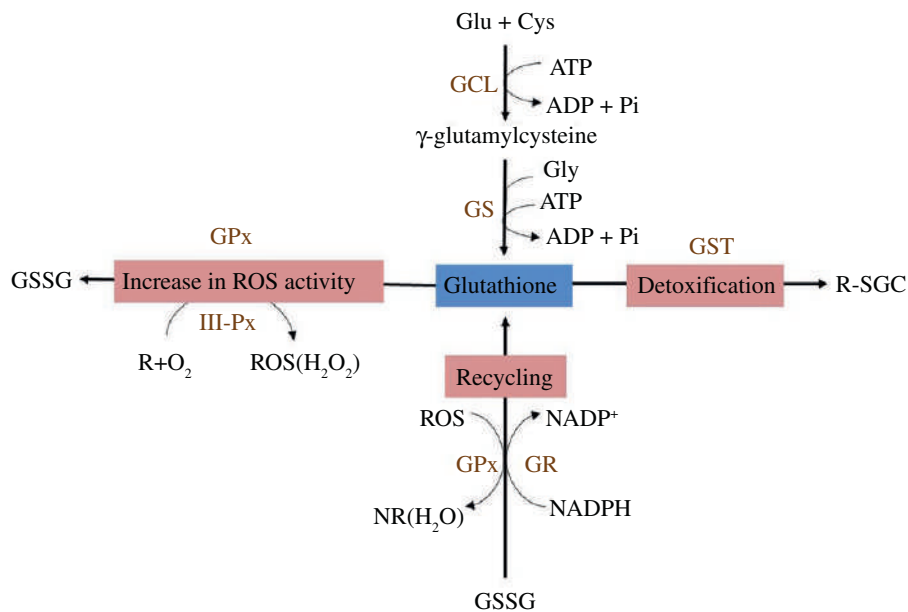 Glu + Cys
ATP
GCL
ADP + Pi
γ-glutamylcysteine
Gly
ATP
GS
ADP + Pi
GPx
GST
GSSG
Increase in ROS activity
Glutathione
Detoxification
R-SGC
III-Px
R+O₂
ROS(H₂O₂)
Recycling
ROS
NADP⁺
GPx
GR
NR(H₂O)
NADPH
GSSG